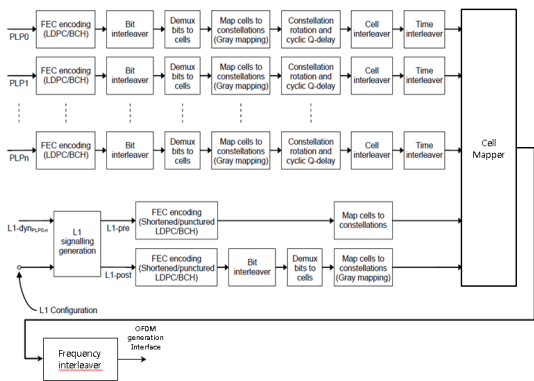 PLP0
FEC encoding
(LDPC/BCH)
Bit
interleaver
Demux
bits to
cells
Map cells to
constellations
(Gray mapping)
Constellation
rotation and
cyclic Q-delay
Cell
interleaver
Time
interleaver
PLP1
FEC encoding
(LDPC/BCH)
Bit
interleaver
Demux
bits to
cells
Map cells to
constellations
(Gray mapping)
Constellation
rotation and
cyclic Q-delay
Cell
interleaver
Time
interleaver
PLPn
FEC encoding
(LDPC/BCH)
Bit
interleaver
Demux
bits to
cells
Map cells to
constellations
(Gray mapping)
Constellation
rotation and
cyclic Q-delay
Cell
interleaver
Time
interleaver
Cell
Mapper
L1-dynPLP0-n
L1
signalling
generation
L1-pre
FEC encoding
(Shortened/punctured
LDPC/BCH)
Map cells to
constellations
L1-post
FEC encoding
(Shortened/punctured
LDPC/BCH)
Bit
interleaver
Demux
bits to
cells
Map cells to
constellations
(Gray mapping)
L1 Configuration
Frequency
interleaver
OFDM
generation
Interface